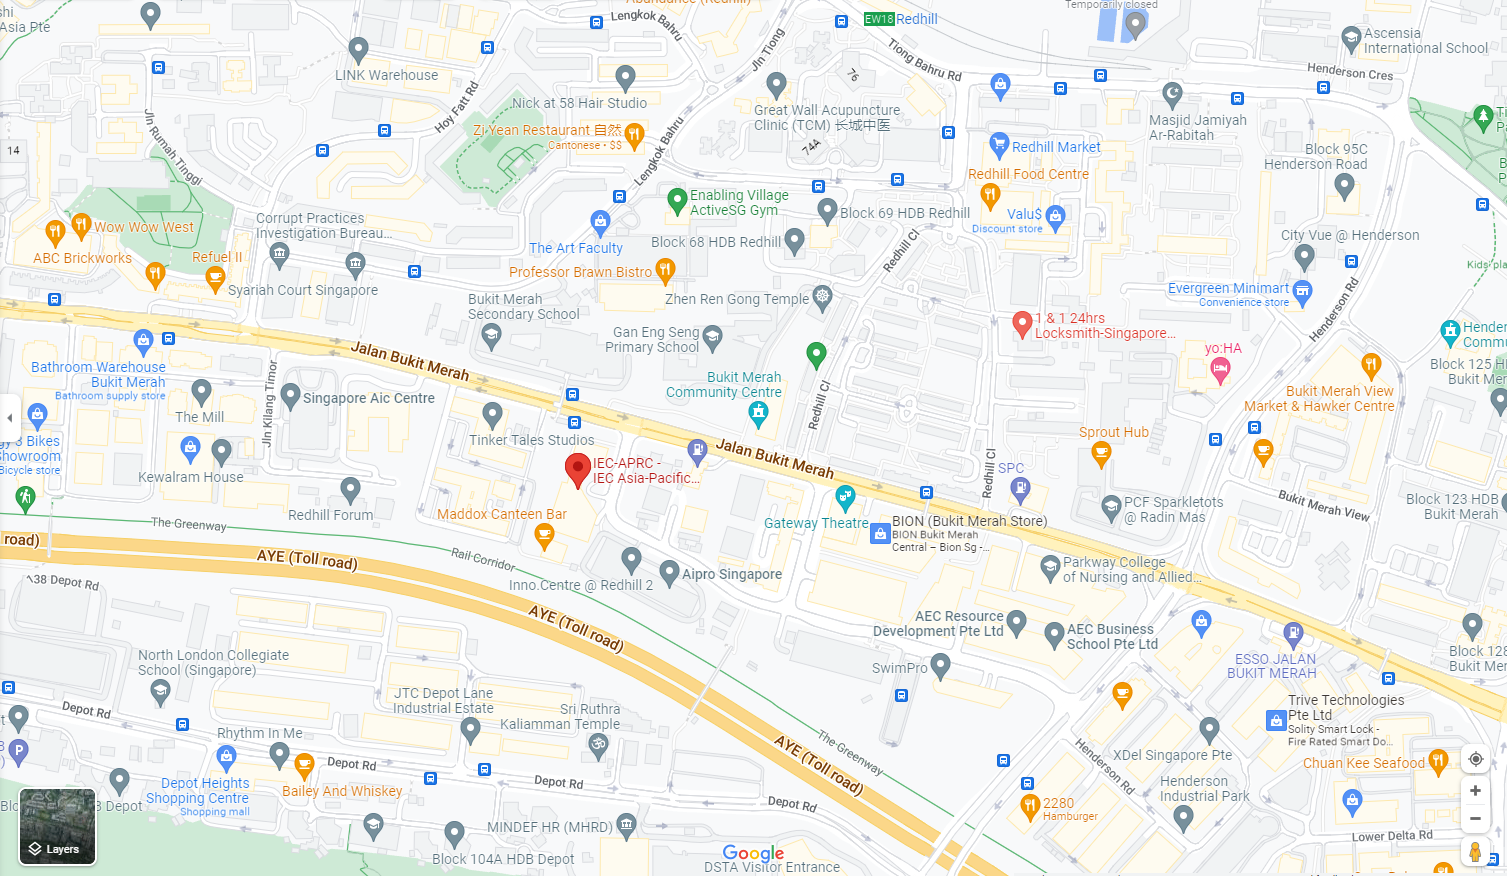 Abundance (Redhill)
Temporarily closed
Asia Pte
Lengkok Bahru
EW18 Redhill
Ascensia
International School
Jln Tiong
Tiong Bahru Rd
LINK Warehouse
Henderson Cres
76
Hoy Fatt Rd
Nick at 58 Hair Studio
Great Wall Acupuncture
Clinic (TCM) 长城中医
Masjid Jamiyah
Ar-Rabitah
Jln Rumah Tinggi
Zi Yean Restaurant 自然
Cantonese • $$
Lengkok Bahru
74A
Redhill Market
14
Block 95C
Henderson Road
Redhill Food Centre
Enabling Village
ActiveSG Gym
Block 69 HDB Redhill
Valu$
Discount store
Corrupt Practices
Investigation Bureau...
Wow Wow West
The Art Faculty
Block 68 HDB Redhill
Redhill Cl
City Vue @ Henderson
ABC Brickworks
Refuel II
Professor Brawn Bistro
Kids' pla
Syariah Court Singapore
Evergreen Minimart
Convenience store
Henderson Rd
Bukit Merah
Secondary School
Zhen Ren Gong Temple
1 & 1 24hrs
Locksmith-Singapore...
Gan Eng Seng
Primary School
Hender
Commu
Jalan Bukit Merah
yo:HA
Bathroom Warehouse
Bukit Merah
Bathroom supply store
Block 125 H
Bukit Mer
Bukit Merah
Community Centre
Bukit Merah View
Market & Hawker Centre
Jln Kilang Timor
Singapore Aic Centre
Redhill Cl
The Mill
Tinker Tales Studios
Sprout Hub
3 Bikes
Showroom
Bicycle store
Jalan Bukit Merah
Redhill Cl
Kewalram House
IEC-APRC -
IEC Asia-Pacific...
SPC
Bukit Merah View
Block 123 HDB
Bukit Merah
Redhill Forum
PCF Sparkletots
@ Radin Mas
Maddox Canteen Bar
The Greenway
Gateway Theatre
BION (Bukit Merah Store)
BION Bukit Merah
Central – Bion Sg -...
road)
AYE (Toll road)
Rail Corridor
Parkway College
of Nursing and Allied...
38 Depot Rd
Inno.Centre @ Redhill 2
Aipro Singapore
AYE (Toll road)
AEC Resource
Development Pte Ltd
AEC Business
School Pte Ltd
North London Collegiate
School (Singapore)
SwimPro
ESSO JALAN
BUKIT MERAH
Block 128
Bukit Mer
JTC Depot Lane
Industrial Estate
Sri Ruthra
Kaliamman Temple
Trive Technologies
Pte Ltd
Solity Smart Lock -
Fire Rated Smart Do...
Depot Rd
Rhythm In Me
The Greenway
AYE (Toll road)
Henderson Rd
XDel Singapore Pte
P
Depot Rd
Chuan Kee Seafood
Depot Heights
Shopping Centre
Shopping mall
Bailey And Whiskey
Depot Rd
Depot Rd
Henderson
Industrial Park
2280
Hamburger
Depot
MINDEF HR (MHRD)
Lower Delta Rd
Layers
Block 104A HDB Depot
Google
DSTA Visitor Entrance